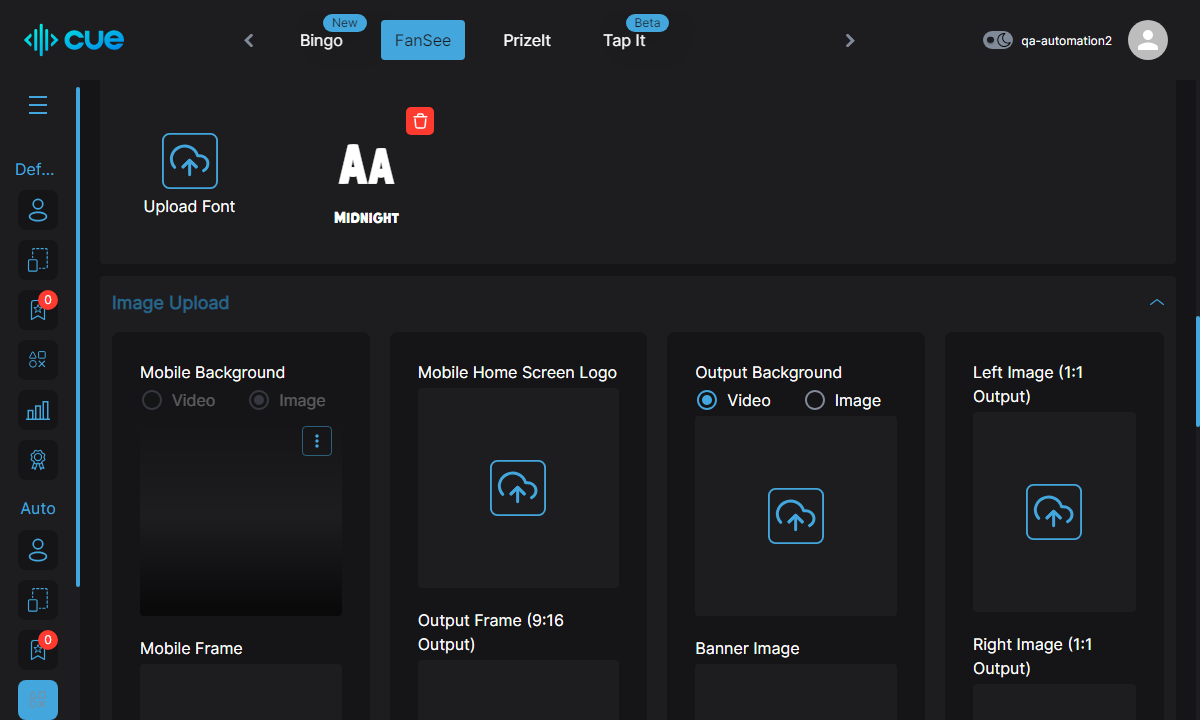 cue
Bingo
New
FanSee
PrizeIt
Tap It
Beta
qa-automation2
Def...
0
Auto
0
Upload Font
AA
Midnight
Image Upload
Mobile Background
Video
Image
Mobile Frame
Mobile Home Screen Logo
Output Frame (9:16
Output)
Output Background
Video
Image
Banner Image
Left Image (1:1
Output)
Right Image (1:1
Output)